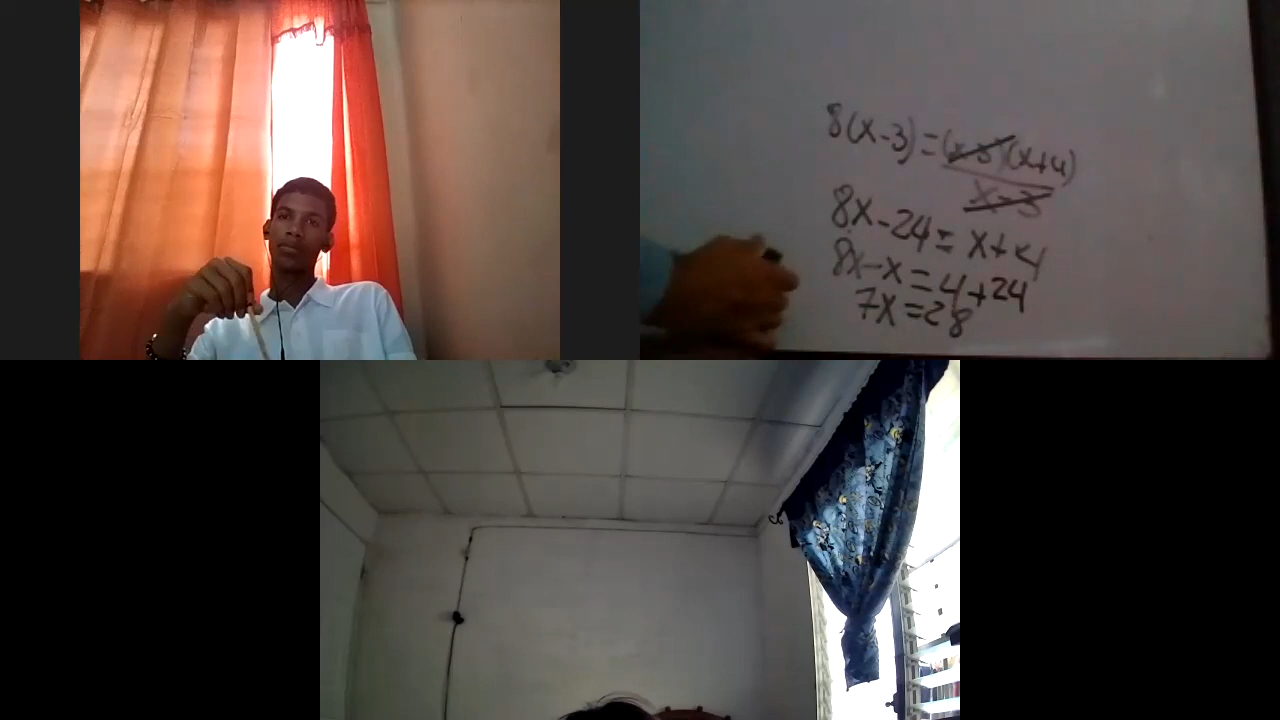 8(x-3)=(x-3)(x+4)
x-3
8x-24=x+4
8x-x=4+24
7x=28